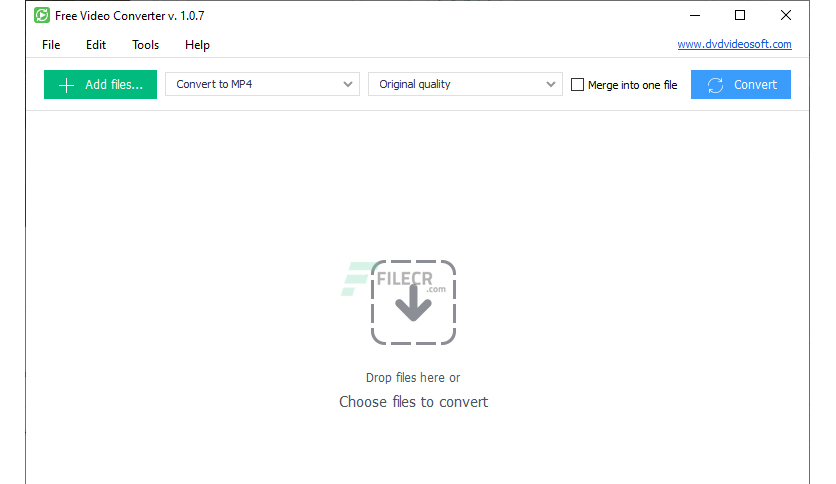 Free Video Converter v. 1.0.7
File Edit Tools Help www.dvdvideosoft.com
Add files... Convert to MP4 Original quality Merge into one file Convert
FILECR
.com
Drop files here or
Choose files to convert